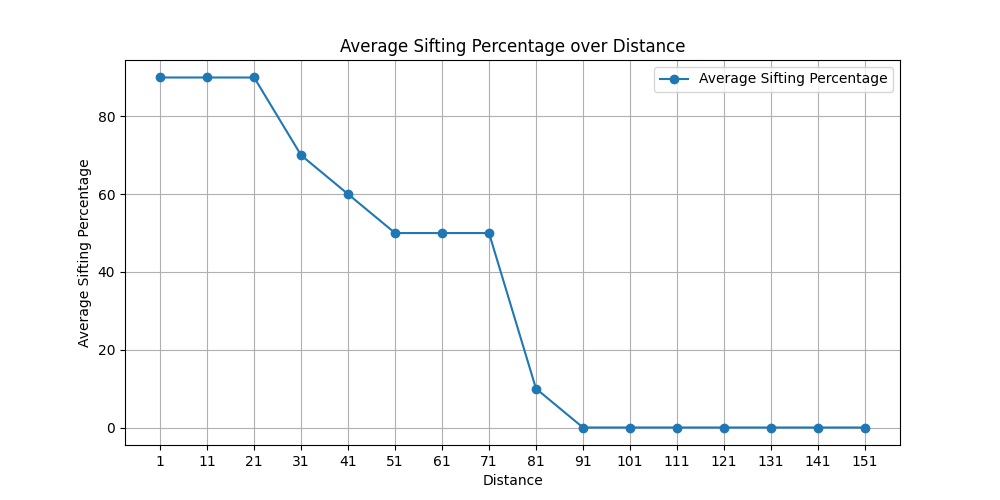 Average Sifting Percentage over Distance
Average Sifting Percentage
Average Sifting Percentage
80
60
40
20
0
1 11 21 31 41 51 61 71 81 91 101 111 121 131 141 151
Distance